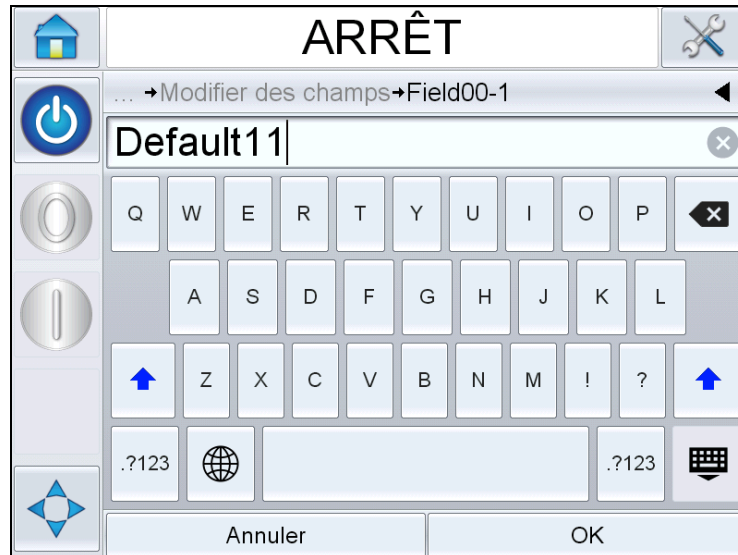 ARRÊT
... →Modifier des champs→Field00-1
Default11
Q W E R T Y U I O P
A S D F G H J K L
Z X C V B N M ! ?
.?123 .?123
Annuler OK